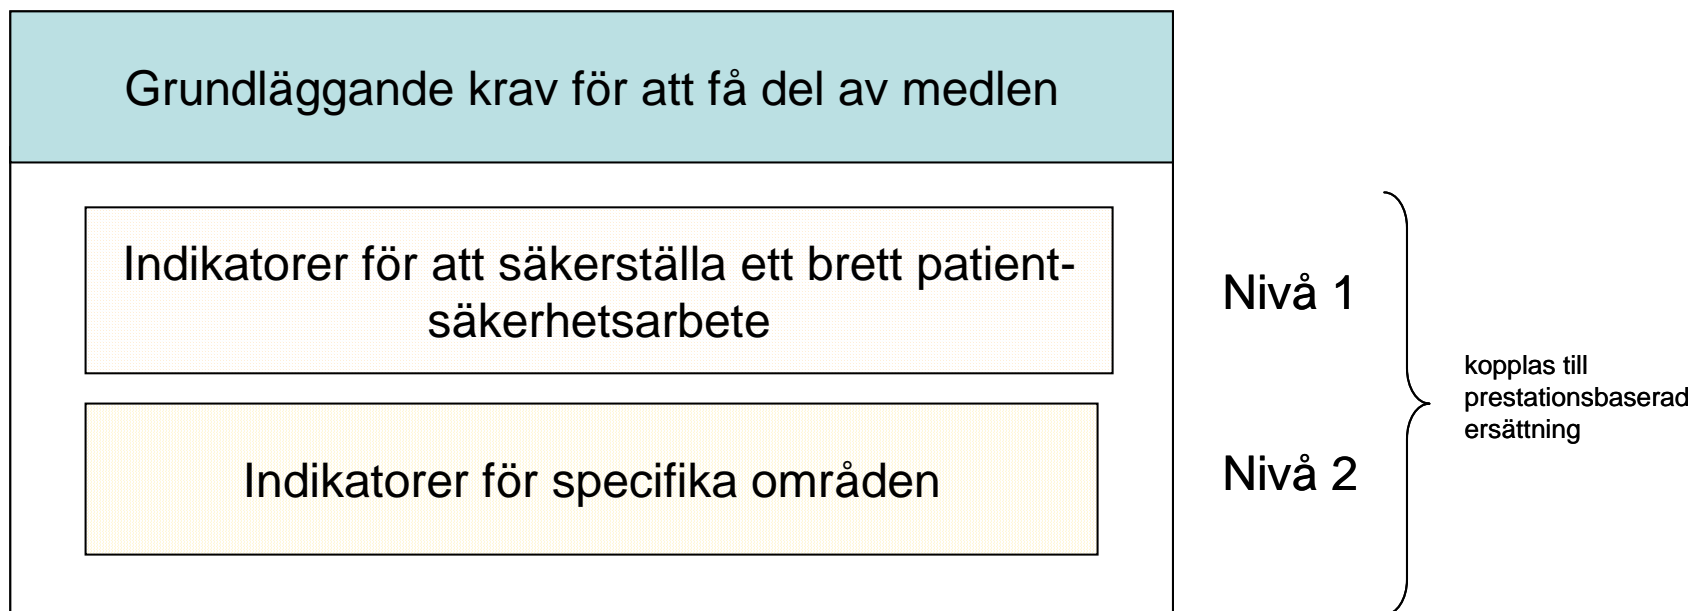 Grundläggande krav för att få del av medlen
Indikatorer för att säkerställa ett brett patient-
säkerhetsarbete
Nivå 1
kopplas till
prestationsbaserad
ersättning
Indikatorer för specifika områden
Nivå 2